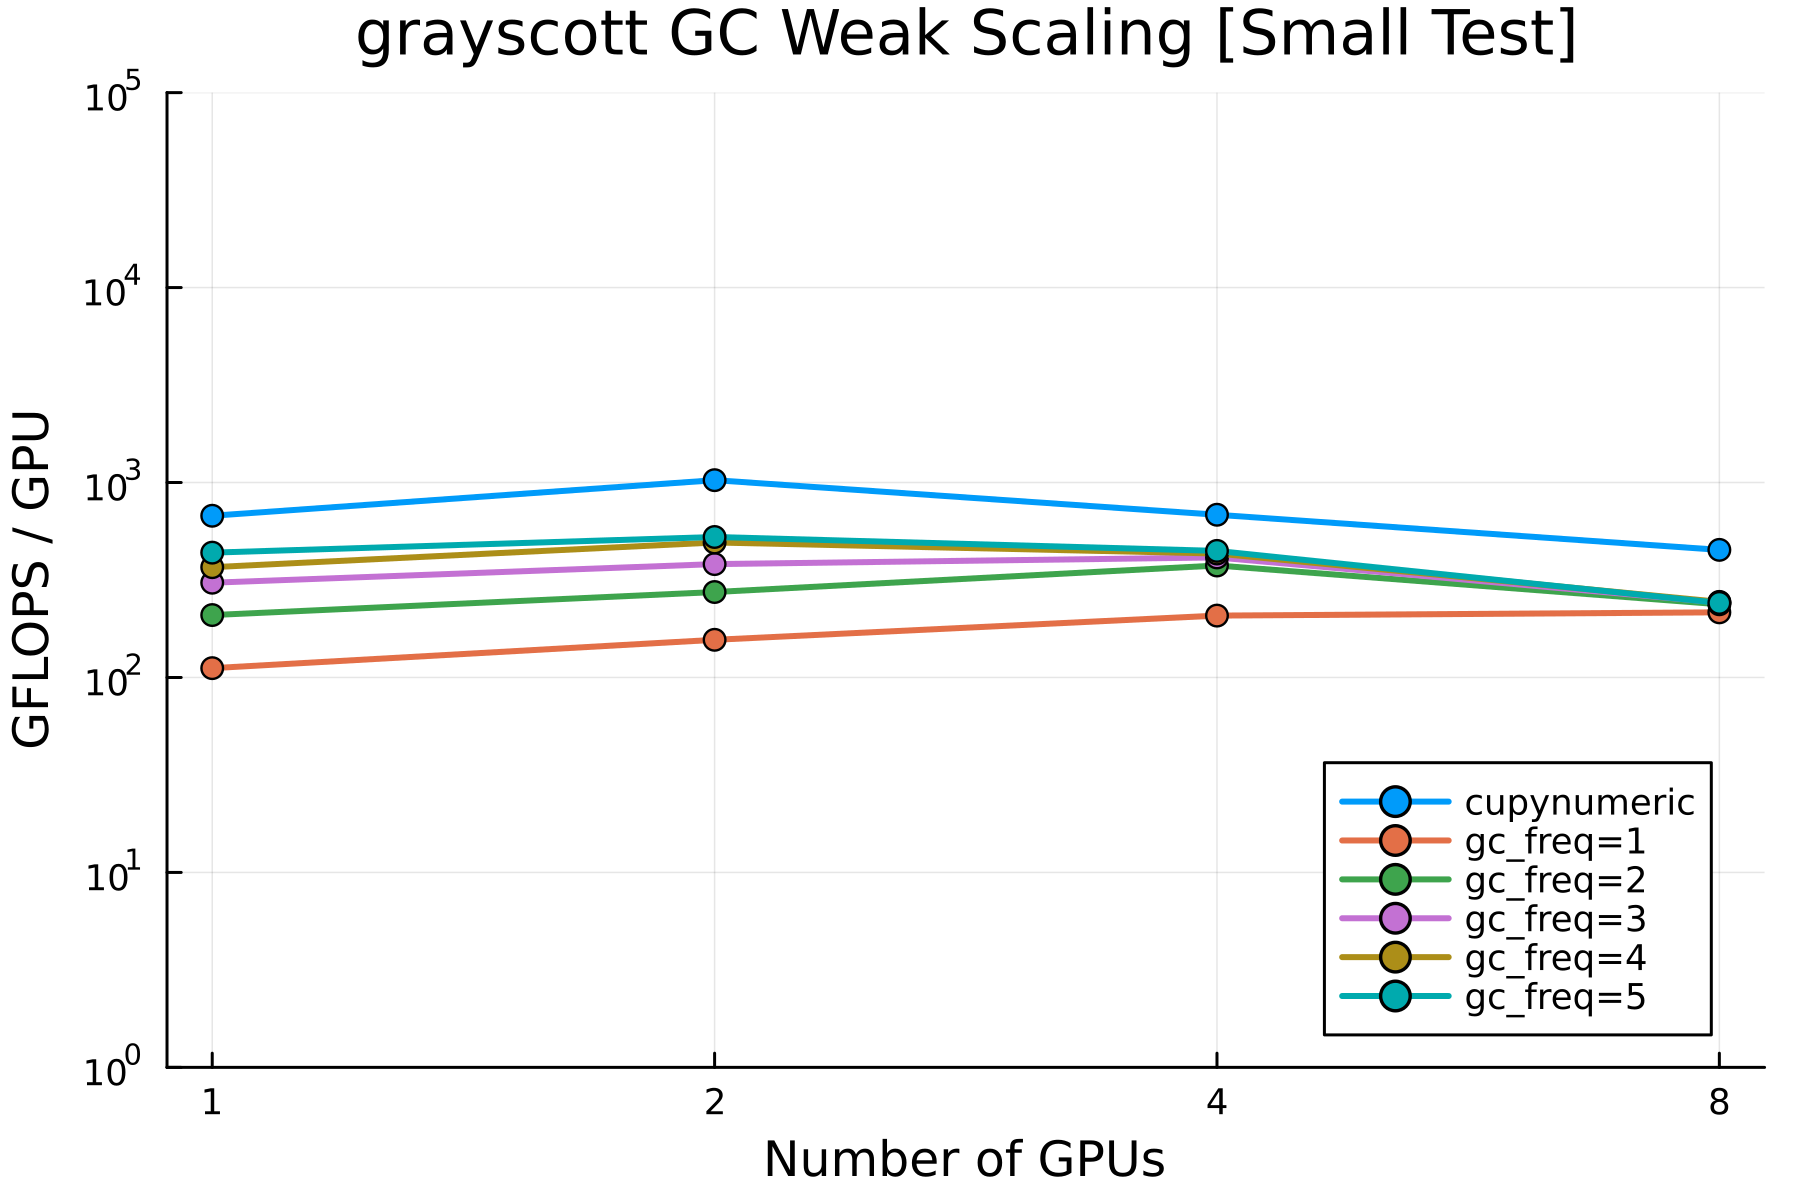 grayscott GC Weak Scaling [Small Test]
GFLOPS / GPU
10^5
10^4
10^3
10^2
10^1
10^0
cupynumeric
gc_freq=1
gc_freq=2
gc_freq=3
gc_freq=4
gc_freq=5
1 2 4 8
Number of GPUs